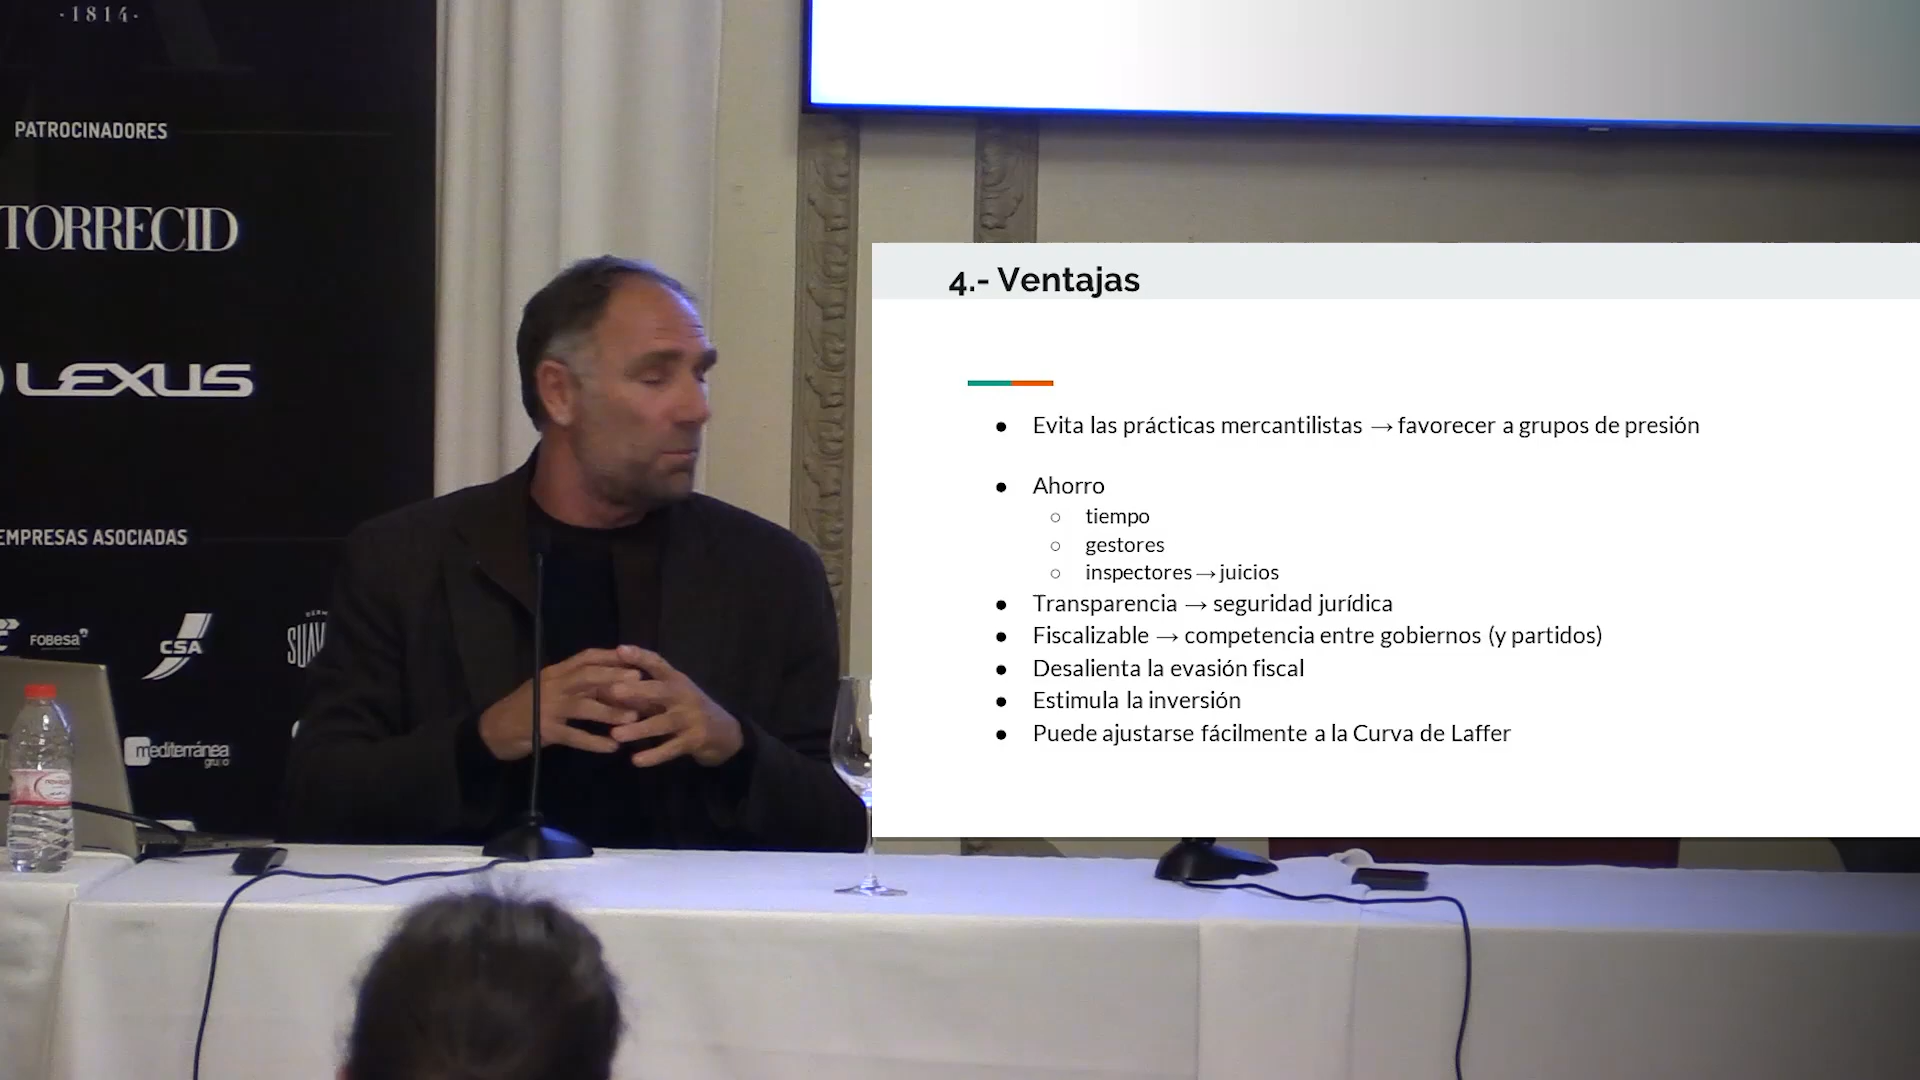 ·1814·
PATROCINADORES
TORRECID
LEXUS
EMPRESAS ASOCIADAS
FOBESA
CSA
SUAV
mediterránea
grupo
4.- Ventajas
● Evita las prácticas mercantilistas → favorecer a grupos de presión
● Ahorro
○ tiempo
○ gestores
○ inspectores → juicios
● Transparencia → seguridad jurídica
● Fiscalizable → competencia entre gobiernos (y partidos)
● Desalienta la evasión fiscal
● Estimula la inversión
● Puede ajustarse fácilmente a la Curva de Laffer